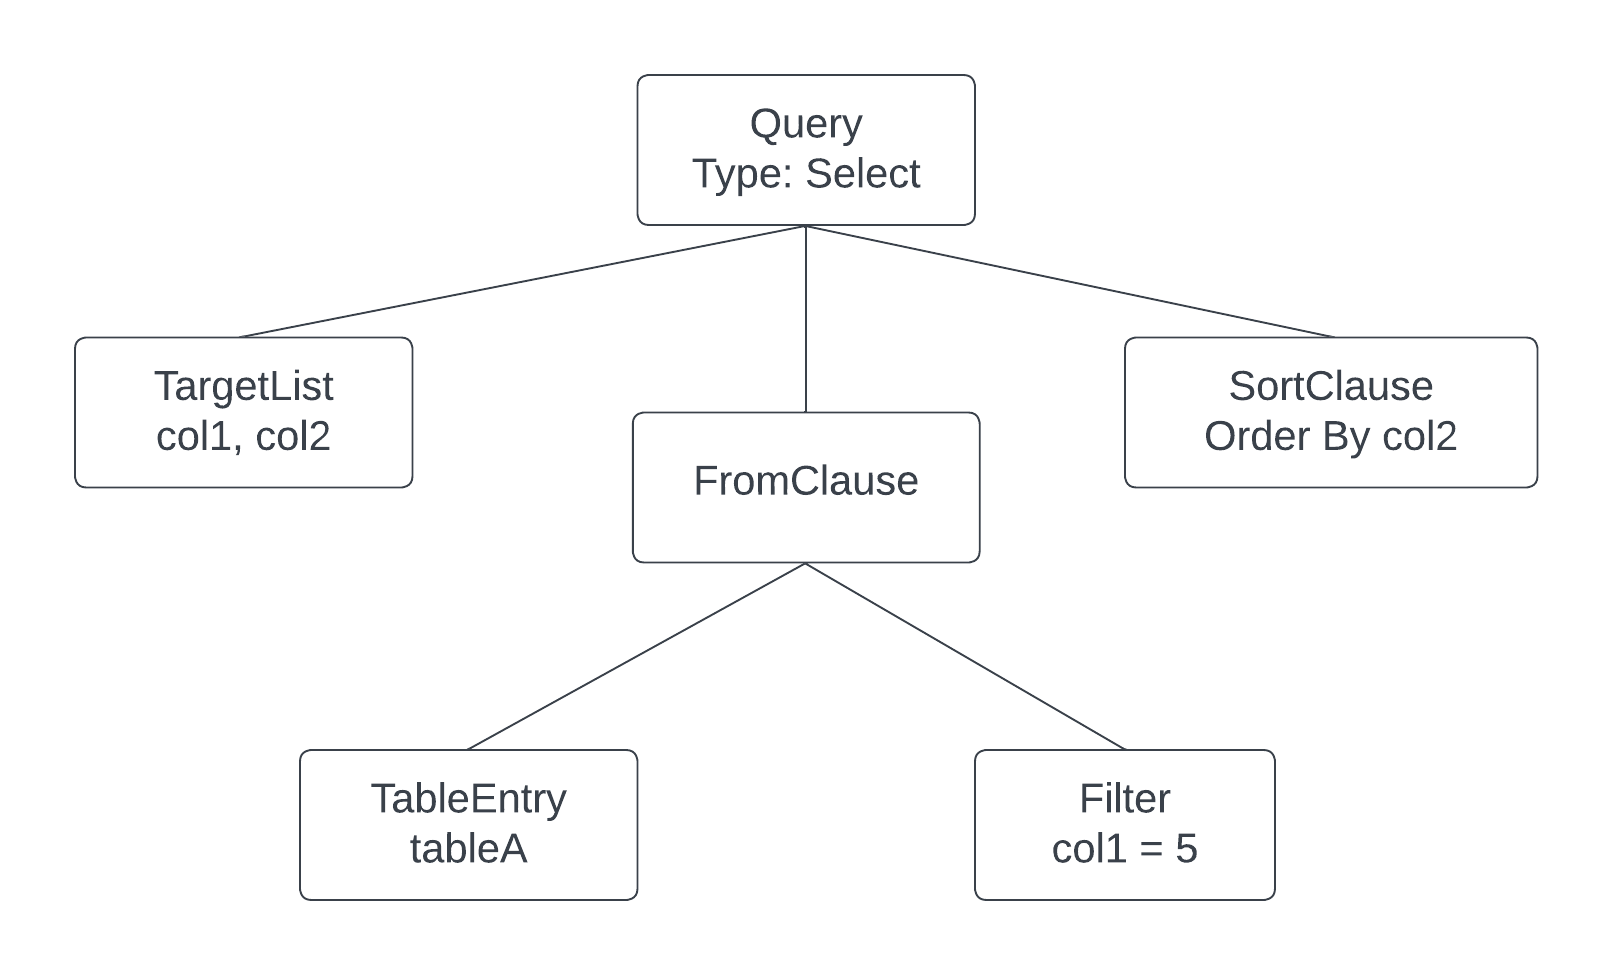 Query
Type: Select
TargetList
col1, col2
FromClause
SortClause
Order By col2
TableEntry
tableA
Filter
col1 = 5